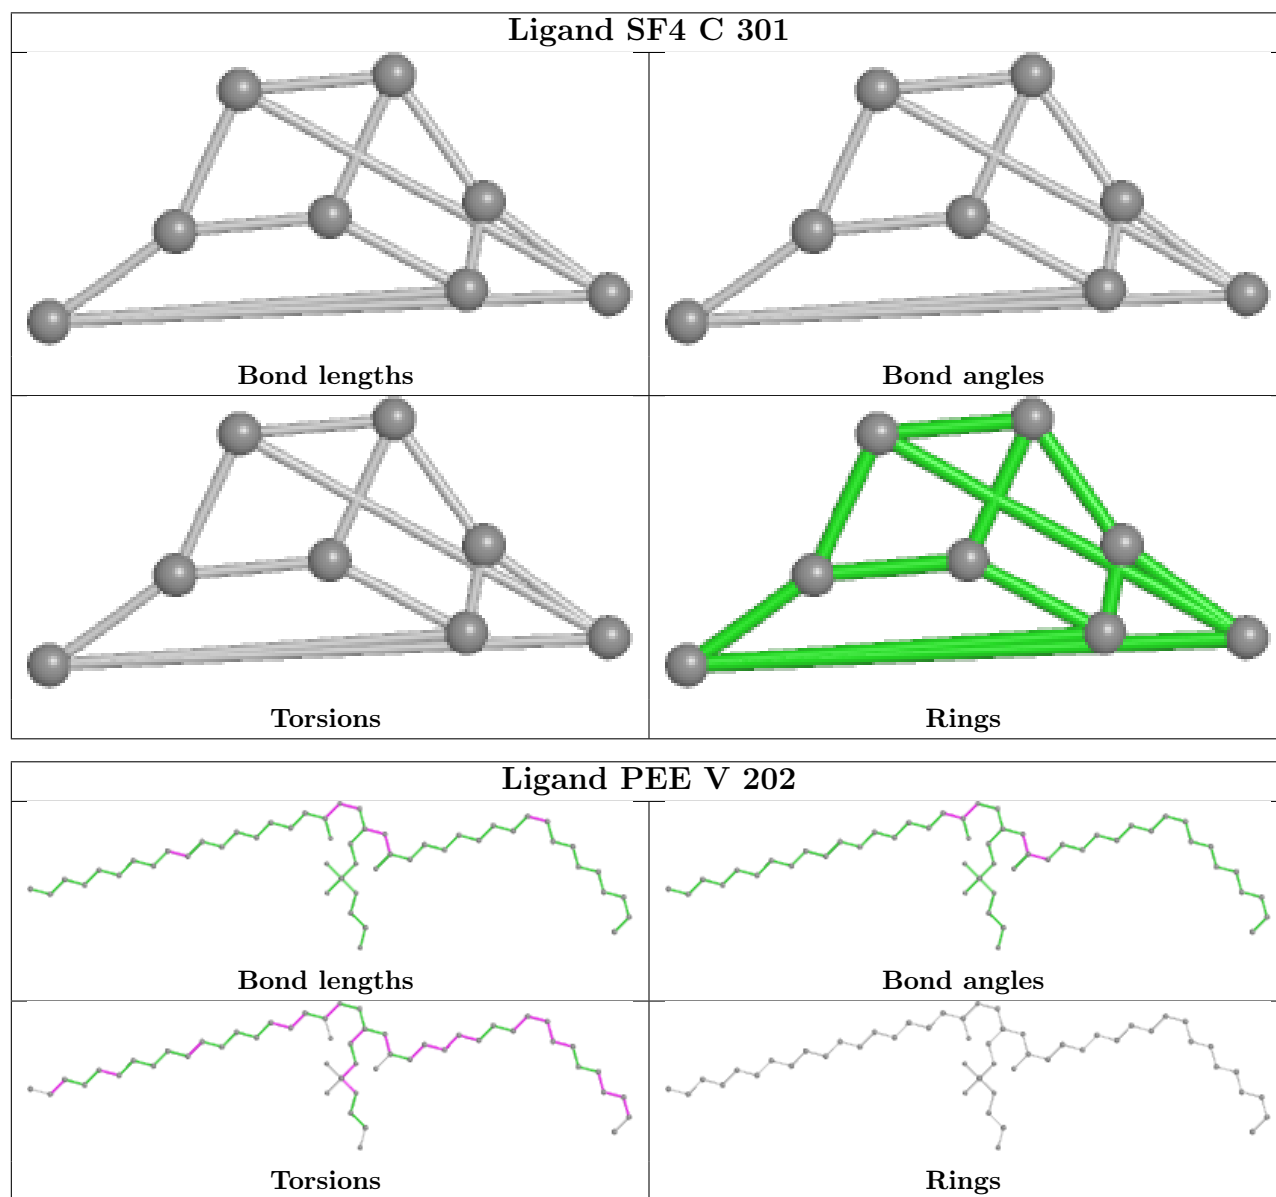 Ligand SF4 C 301
Bond lengths
Bond angles
Torsions
Rings
Ligand PEE V 202
Bond lengths
Bond angles
Torsions
Rings